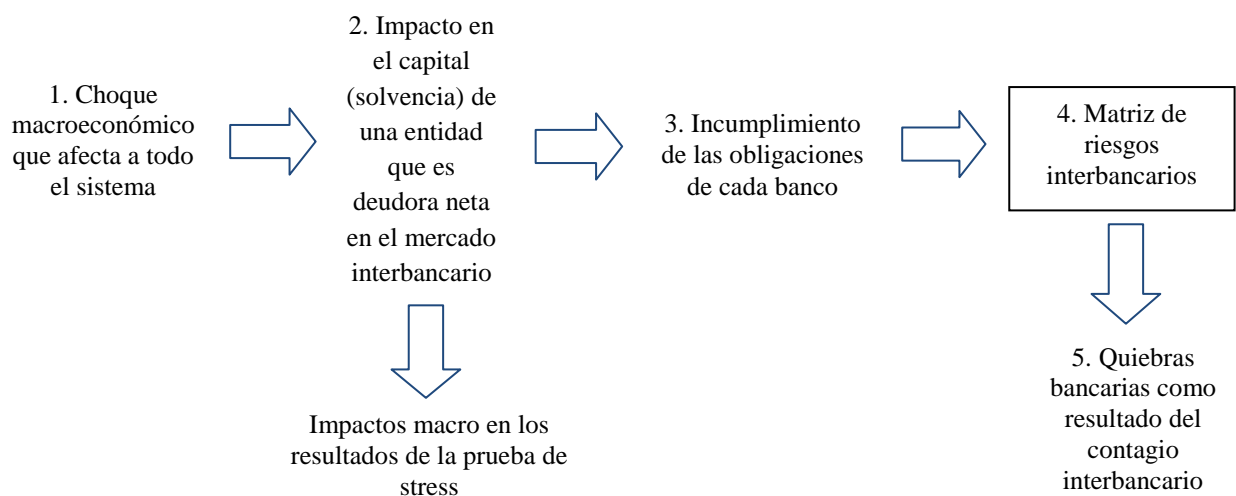 1. Choque
macroeconómico
que afecta a todo
el sistema
2. Impacto en
el capital
(solvencia) de
una entidad
que es
deudora neta
en el mercado
interbancario
3. Incumplimiento
de las obligaciones
de cada banco
4. Matriz de
riesgos
interbancarios
Impactos macro en los
resultados de la prueba de
stress
5. Quiebras
bancarias como
resultado del
contagio
interbancario